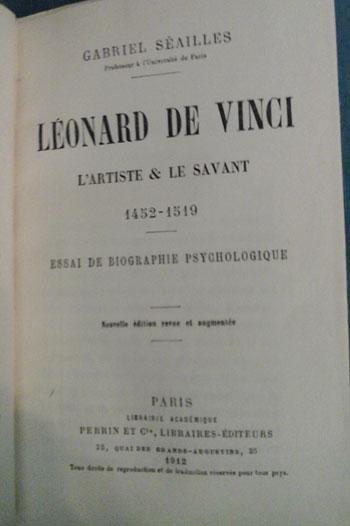 GABRIEL SÉAILLES
Professeur à l'Université de Paris
LÉONARD DE VINCI
L'ARTISTE & LE SAVANT
1452-1519
ESSAI DE BIOGRAPHIE PSYCHOLOGIQUE
Nouvelle édition revue et augmentée
PARIS
LIBRAIRIE ACADÉMIQUE
PERRIN ET Cie, LIBRAIRES-ÉDITEURS
35, QUAI DES GRANDS-AUGUSTINS, 35
1912
Tous droits de reproduction et de traduction réservés pour tous pays.